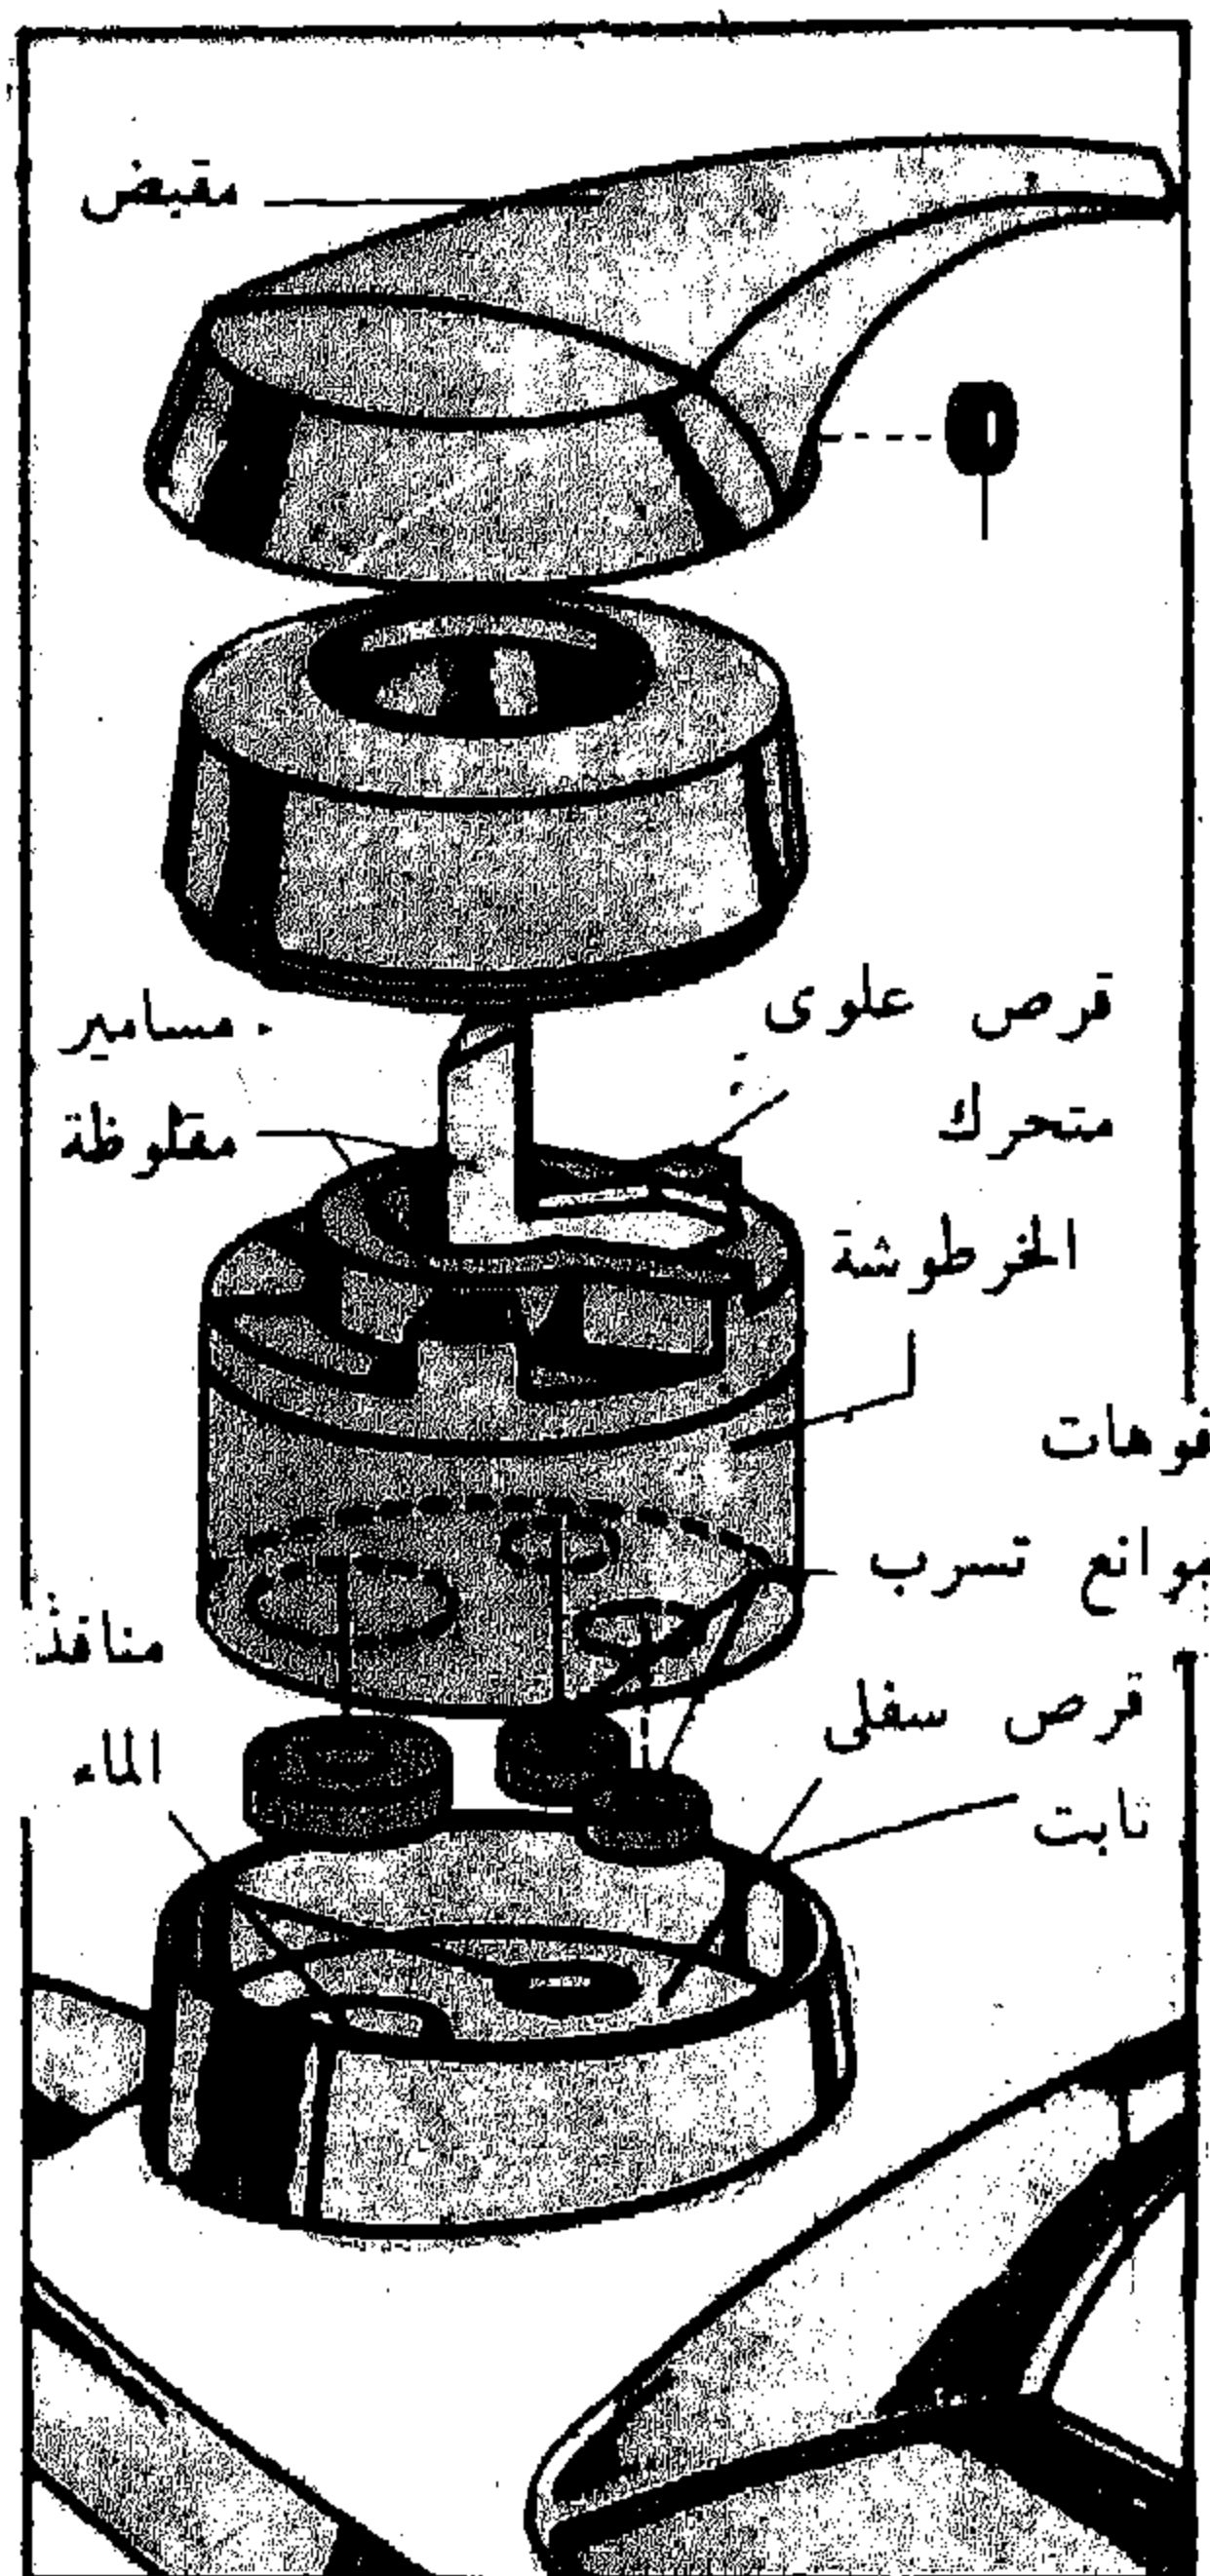 مقبض
قرص علوى
متحرك
مسامير
مقلوظة
الخرطوشة
فوهات
موانع تسرب
منافذ
الماء
قرص سفلى
ثابت